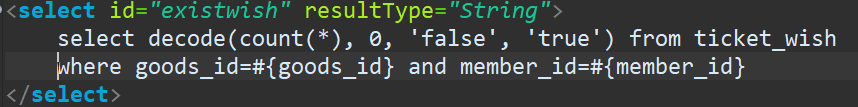 <select id="existwish" resultType="String">
select decode(count(*), 0, 'false', 'true') from ticket_wish
where goods_id=#{goods_id} and member_id=#{member_id}
</select>